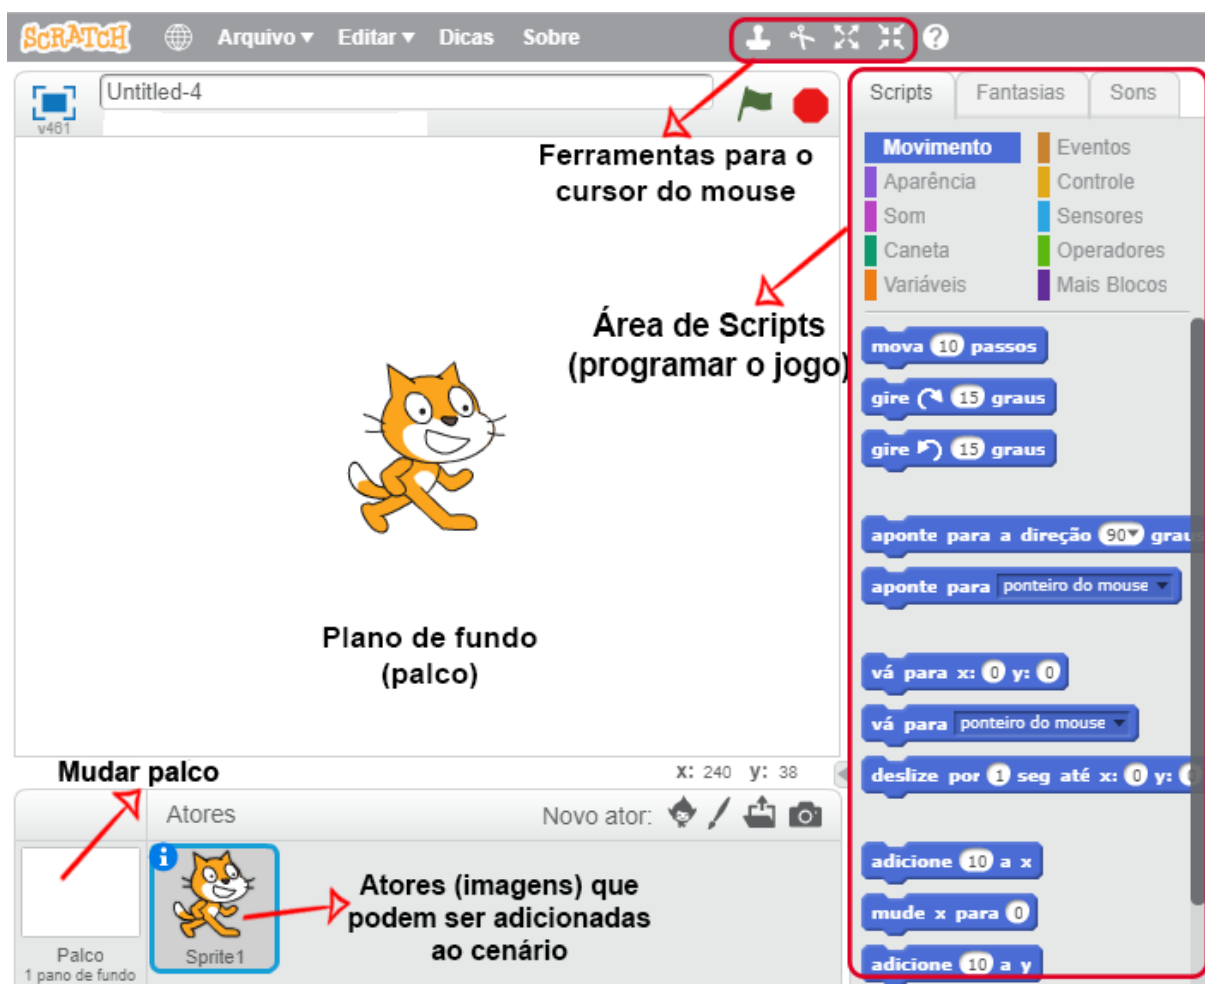 SCRATCH Arquivo Editar Dicas Sobre ?
v461
Untitled-4
Ferramentas para o
cursor do mouse
Área de Scripts
(programar o jogo)
Plano de fundo
(palco)
Mudar palco
x: 240 y: 38
Atores
Novo ator:
i
Sprite1
Atores (imagens) que
podem ser adicionadas
ao cenário
Palco
1 pano de fundo
Scripts Fantasias Sons
Movimento Eventos
Aparência Controle
Som Sensores
Caneta Operadores
Variáveis Mais Blocos
mova 10 passos
gire 15 graus
gire 15 graus
aponte para a direção 90 graus
aponte para ponteiro do mouse
vá para x: 0 y: 0
vá para ponteiro do mouse
deslize por 1 seg até x: 0 y: 0
adicione 10 a x
mude x para 0
adicione 10 a y